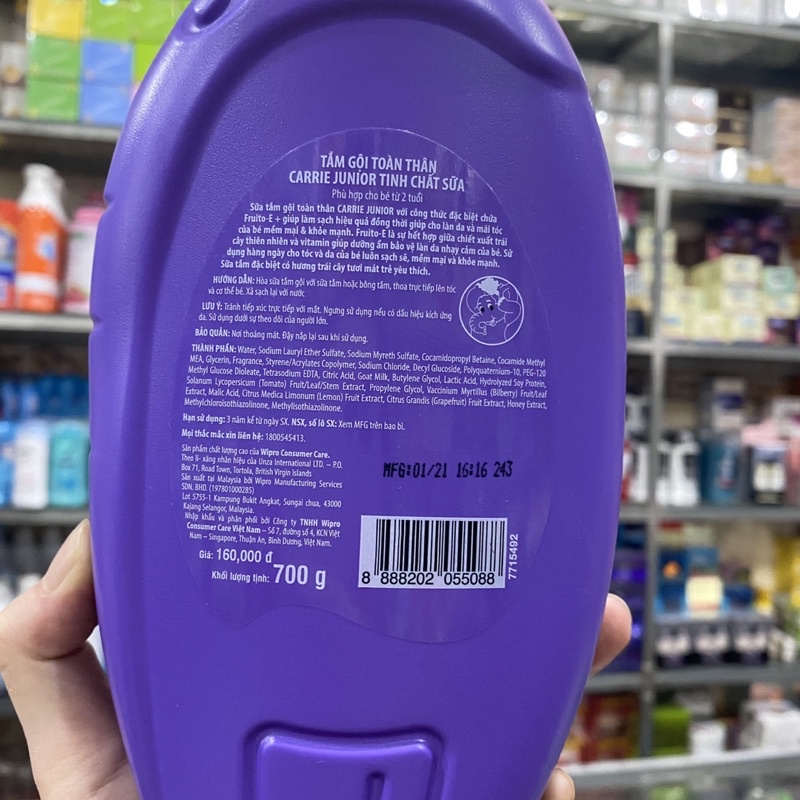 TẮM GỘI TOÀN THÂN
CARRIE JUNIOR TINH CHẤT SỮA
Phù hợp cho bé từ 2 tuổi
Sữa tắm gội toàn thân CARRIE JUNIOR với công thức đặc biệt chứa
Fruito-E + giúp làm sạch hiệu quả đồng thời giúp cho làn da và mái tóc
của bé mềm mại & khỏe mạnh. Fruito-E là sự kết hợp giữa chiết xuất trái
cây thiên nhiên và vitamin giúp dưỡng ẩm bảo vệ làn da nhạy cảm của bé. Sử
dụng hàng ngày cho tóc và da của bé luôn sạch sẽ, mềm mại và khỏe mạnh.
Sữa tắm đặc biệt có hương trái cây tươi mát trẻ yêu thích.
HƯỚNG DẪN: Hòa sữa tắm gội với sữa tắm hoặc bông tắm, thoa trực tiếp lên tóc
và cơ thể bé. Xả sạch lại với nước.
LƯU Ý: Tránh tiếp xúc trực tiếp với mắt. Ngưng sử dụng nếu có dấu hiệu kích ứng
da. Sử dụng dưới sự theo dõi của người lớn.
BẢO QUẢN: Nơi thoáng mát. Đậy nắp lại sau khi sử dụng.
THÀNH PHẦN: Water, Sodium Lauryl Ether Sulfate, Sodium Myreth Sulfate, Cocamidopropyl Betaine, Cocamide Methyl
MEA, Glycerin, Fragrance, Styrene/Acrylates Copolymer, Sodium Chloride, Decyl Glucoside, Polyquaternium-10, PEG-120
Methyl Glucose Dioleate, Tetrasodium EDTA, Citric Acid, Goat Milk, Butylene Glycol, Lactic Acid, Hydrolyzed Soy Protein,
Solanum Lycopersicum (Tomato) Fruit/Leaf/Stem Extract, Propylene Glycol, Vaccinium Myrtillus (Bilberry) Fruit/Leaf
Extract, Malic Acid, Citrus Medica Limonum (Lemon) Fruit Extract, Citrus Grandis (Grapefruit) Fruit Extract, Honey Extract,
Methylchloroisothiazolinone, Methylisothiazolinone.
Hạn sử dụng: 3 năm kể từ ngày SX. NSX, số lô SX: Xem MFG trên bao bì.
Mọi thắc mắc xin liên hệ: 1800545413.
Sản phẩm chất lượng cao của Wipro Consumer Care.
Theo li- xăng nhãn hiệu của Unza International LTD. – P.O.
Box 71, Road Town, Tortola, British Virgin Islands
Sản xuất tại Malaysia bởi Wipro Manufacturing Services
SDN. BHD. (197801000285)
Lot 5755-1 Kampung Bukit Angkat, Sungai chua, 43000
Kajang Selangor, Malaysia.
Nhập khẩu và phân phối bởi Công ty TNHH Wipro
Consumer Care Việt Nam – Số 7, đường số 4, KCN Việt
Nam – Singapore, Thuận An, Bình Dương, Việt Nam.
Giá: 160,000 đ
Khối lượng tịnh: 700 g
MFG:01/21 16:16 243
8 888202 055088
7715492